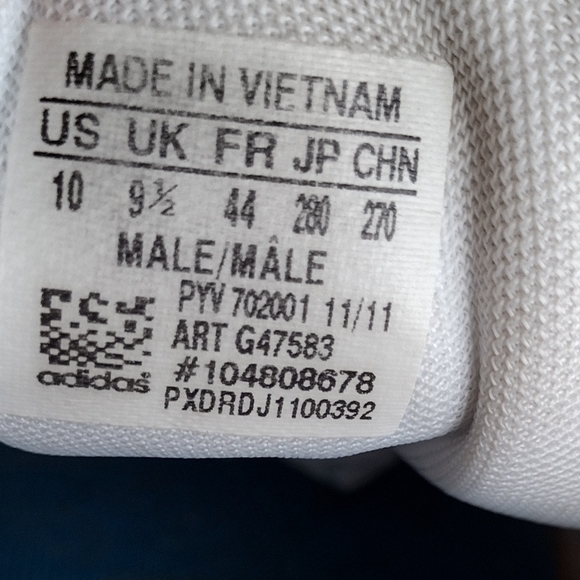 MADE IN VIETNAM
US UK FR JP CHN
10 9½ 44 280 270
MALE/MÂLE
PYV 702001 11/11
ART G47583
#104808678
adidas
PXDRDJ1100392